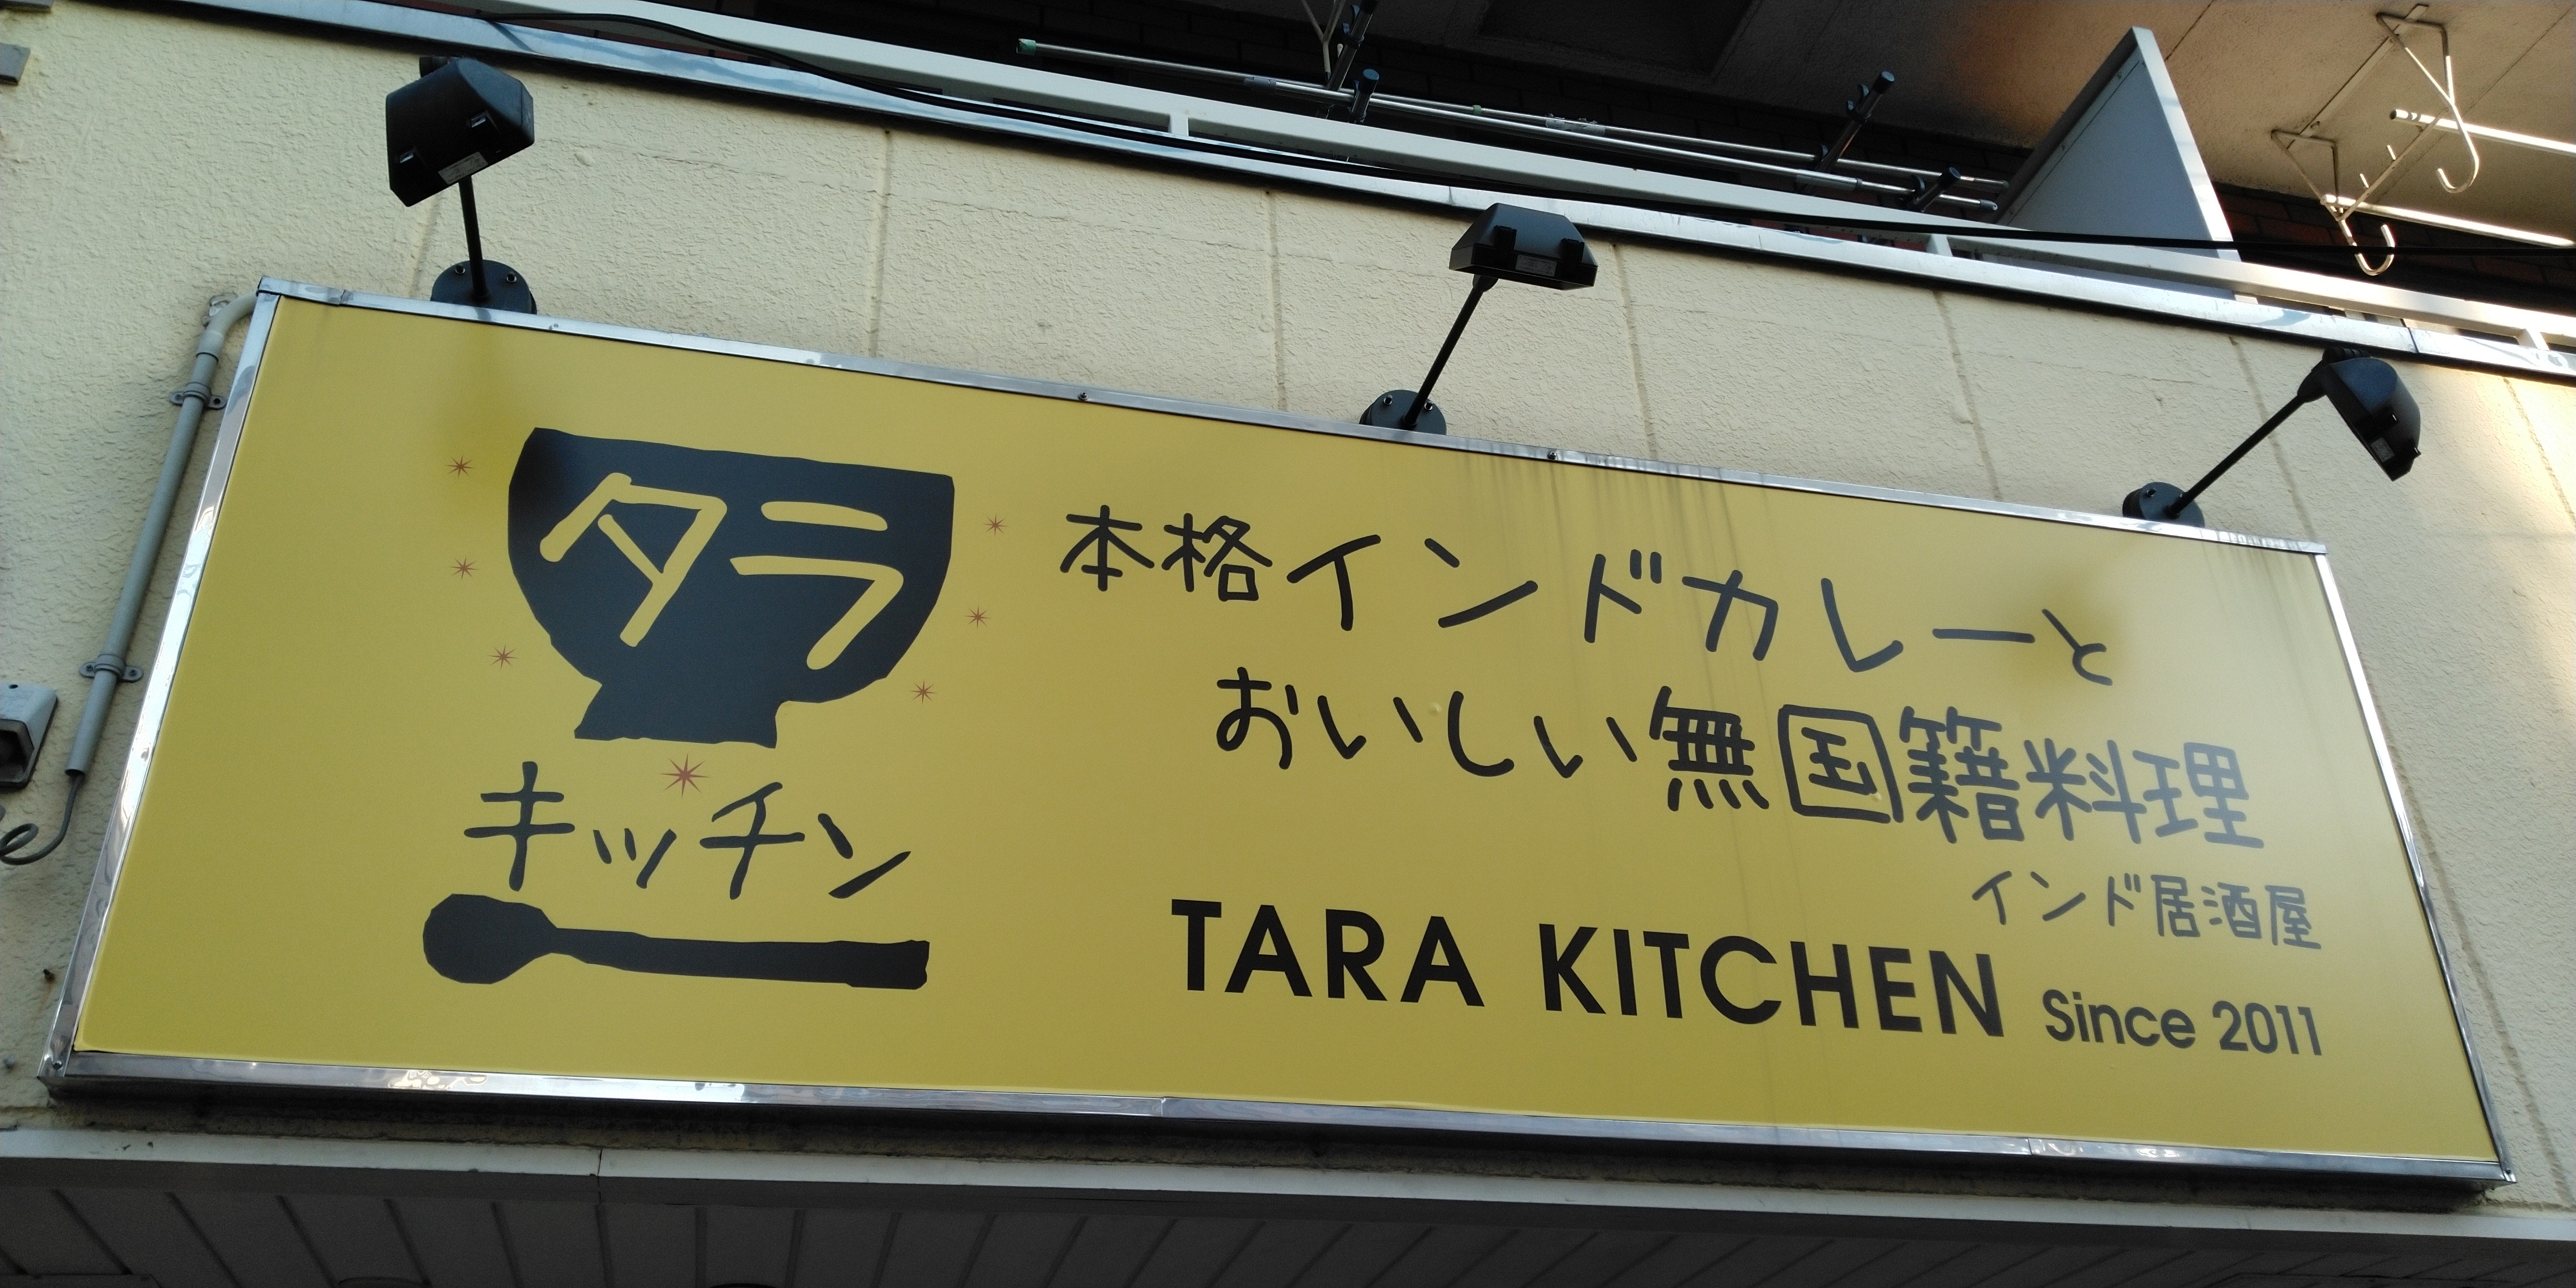 タラ
キッチン
本格インドカレーと
おいしい無国籍料理
インド居酒屋
TARA KITCHEN Since 2011